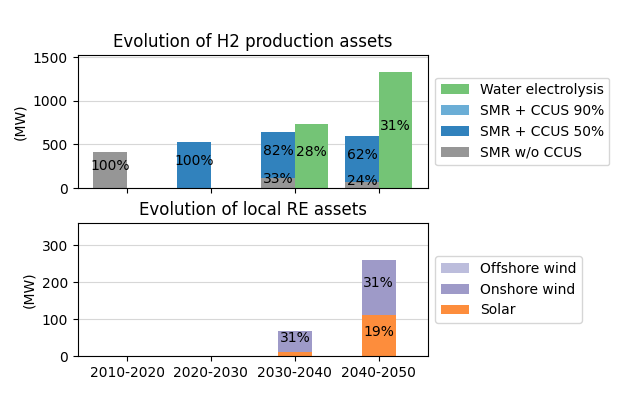 Evolution of H2 production assets
1500
1000
500
0
(MW)
100%
100%
82%
33%
28%
62%
24%
31%
Water electrolysis
SMR + CCUS 90%
SMR + CCUS 50%
SMR w/o CCUS
Evolution of local RE assets
300
200
100
0
(MW)
31%
31%
19%
2010-2020
2020-2030
2030-2040
2040-2050
Offshore wind
Onshore wind
Solar